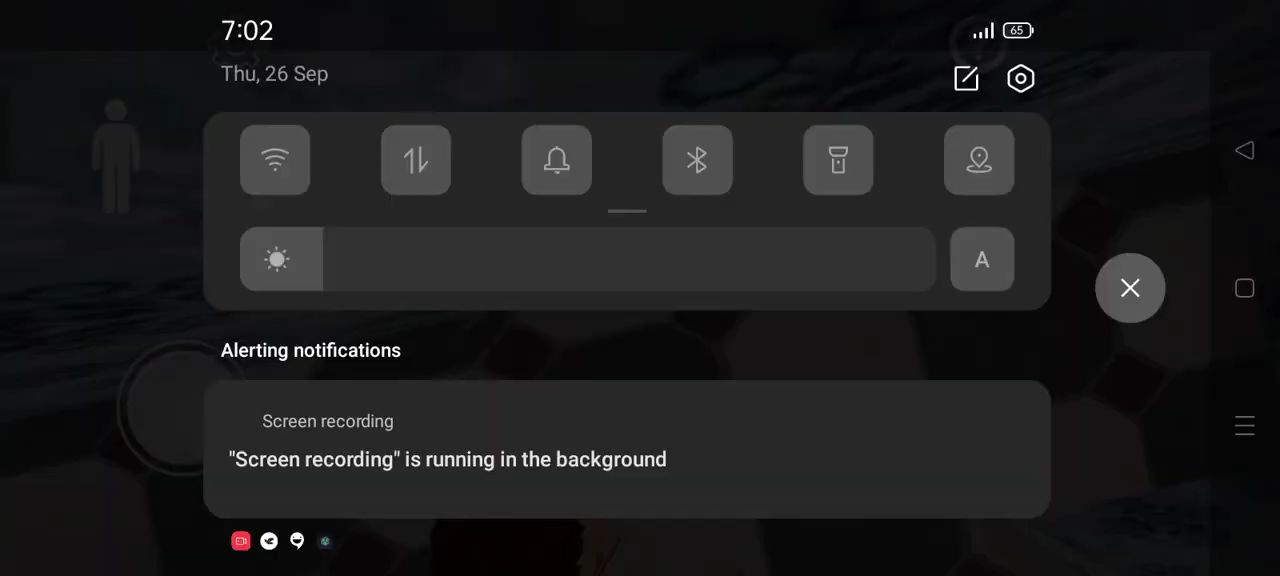 7:02
65
Thu, 26 Sep
A
Alerting notifications
Screen recording
"Screen recording" is running in the background